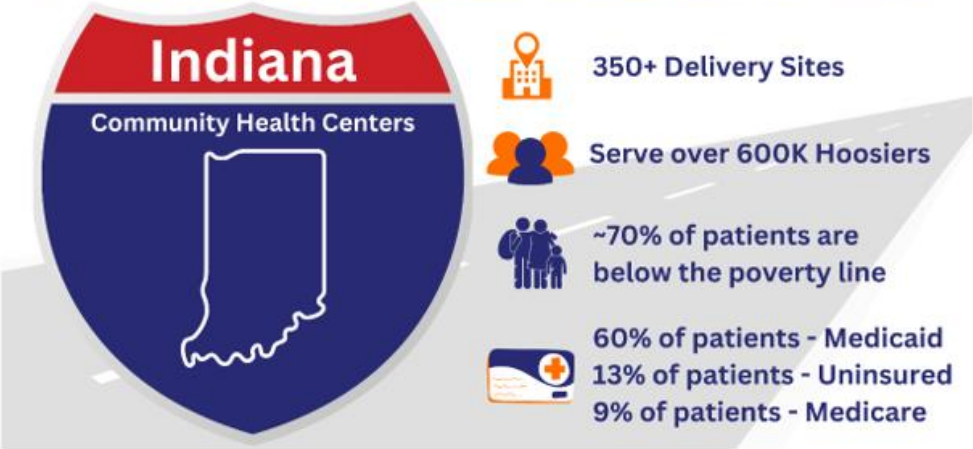 Indiana
Community Health Centers
350+ Delivery Sites
Serve over 600K Hoosiers
~70% of patients are
below the poverty line
60% of patients - Medicaid
13% of patients - Uninsured
9% of patients - Medicare